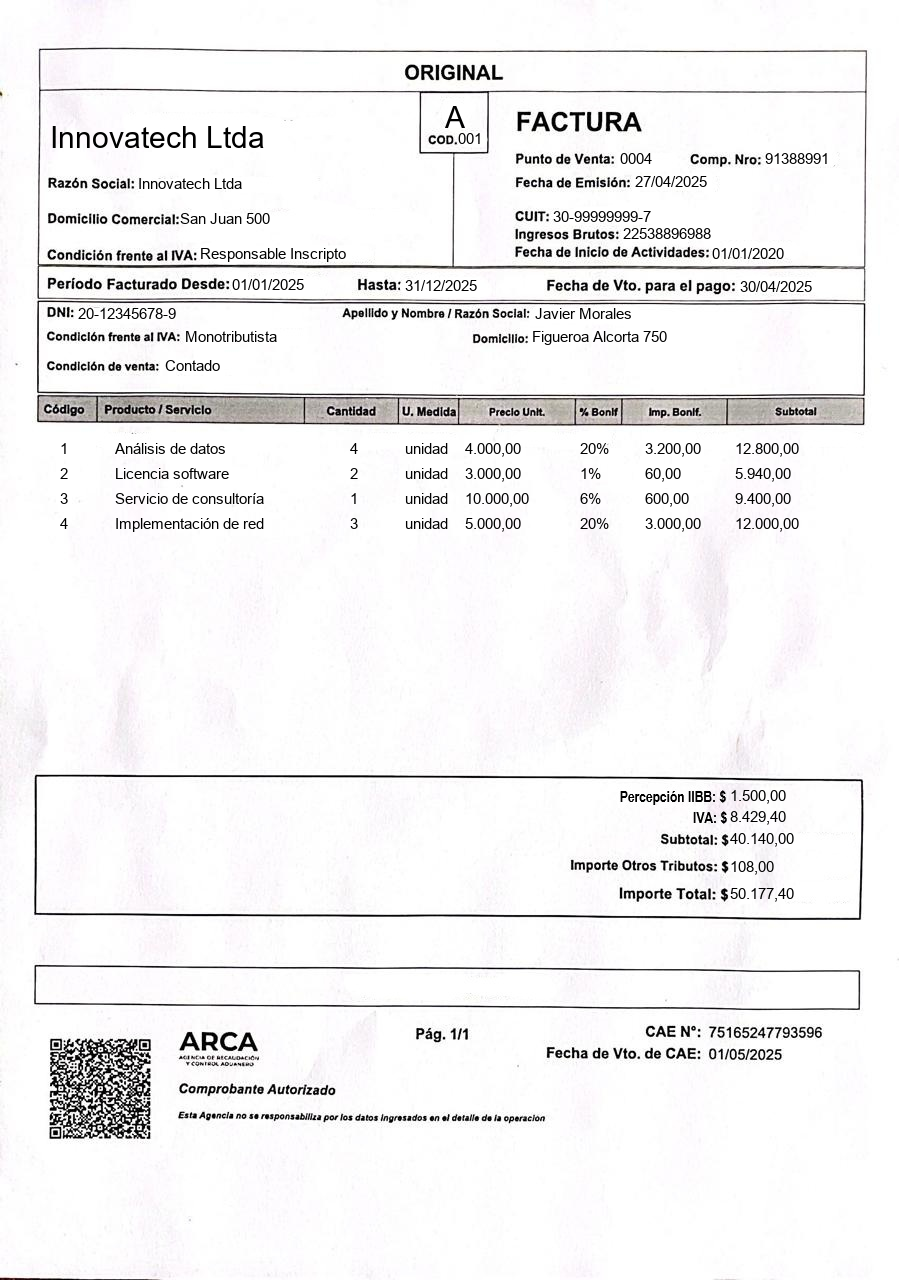 ORIGINAL
A
COD.001
Innovatech Ltda
FACTURA
Punto de Venta: 0004 Comp. Nro: 91388991
Razón Social: Innovatech Ltda
Fecha de Emisión: 27/04/2025
Domicilio Comercial:San Juan 500
CUIT: 30-99999999-7
Ingresos Brutos: 22538896988
Condición frente al IVA: Responsable Inscripto
Fecha de Inicio de Actividades: 01/01/2020
Período Facturado Desde: 01/01/2025 Hasta: 31/12/2025 Fecha de Vto. para el pago: 30/04/2025
DNI: 20-12345678-9 Apellido y Nombre / Razón Social: Javier Morales
Condición frente al IVA: Monotributista Domicilio: Figueroa Alcorta 750
Condición de venta: Contado
Código Producto / Servicio Cantidad U. Medida Precio Unit. % Bonif Imp. Bonif. Subtotal
1 Análisis de datos 4 unidad 4.000,00 20% 3.200,00 12.800,00
2 Licencia software 2 unidad 3.000,00 1% 60,00 5.940,00
3 Servicio de consultoría 1 unidad 10.000,00 6% 600,00 9.400,00
4 Implementación de red 3 unidad 5.000,00 20% 3.000,00 12.000,00
Percepción IIBB: $ 1.500,00
IVA: $ 8.429,40
Subtotal: $40.140,00
Importe Otros Tributos: $108,00
Importe Total: $50.177,40
ARCA
AGENCIA DE RECAUDACIÓN
Y CONTROL ADUANERO
Pág. 1/1
CAE N°: 75165247793596
Fecha de Vto. de CAE: 01/05/2025
Comprobante Autorizado
Esta Agencia no se responsabiliza por los datos ingresados en el detalle de la operación